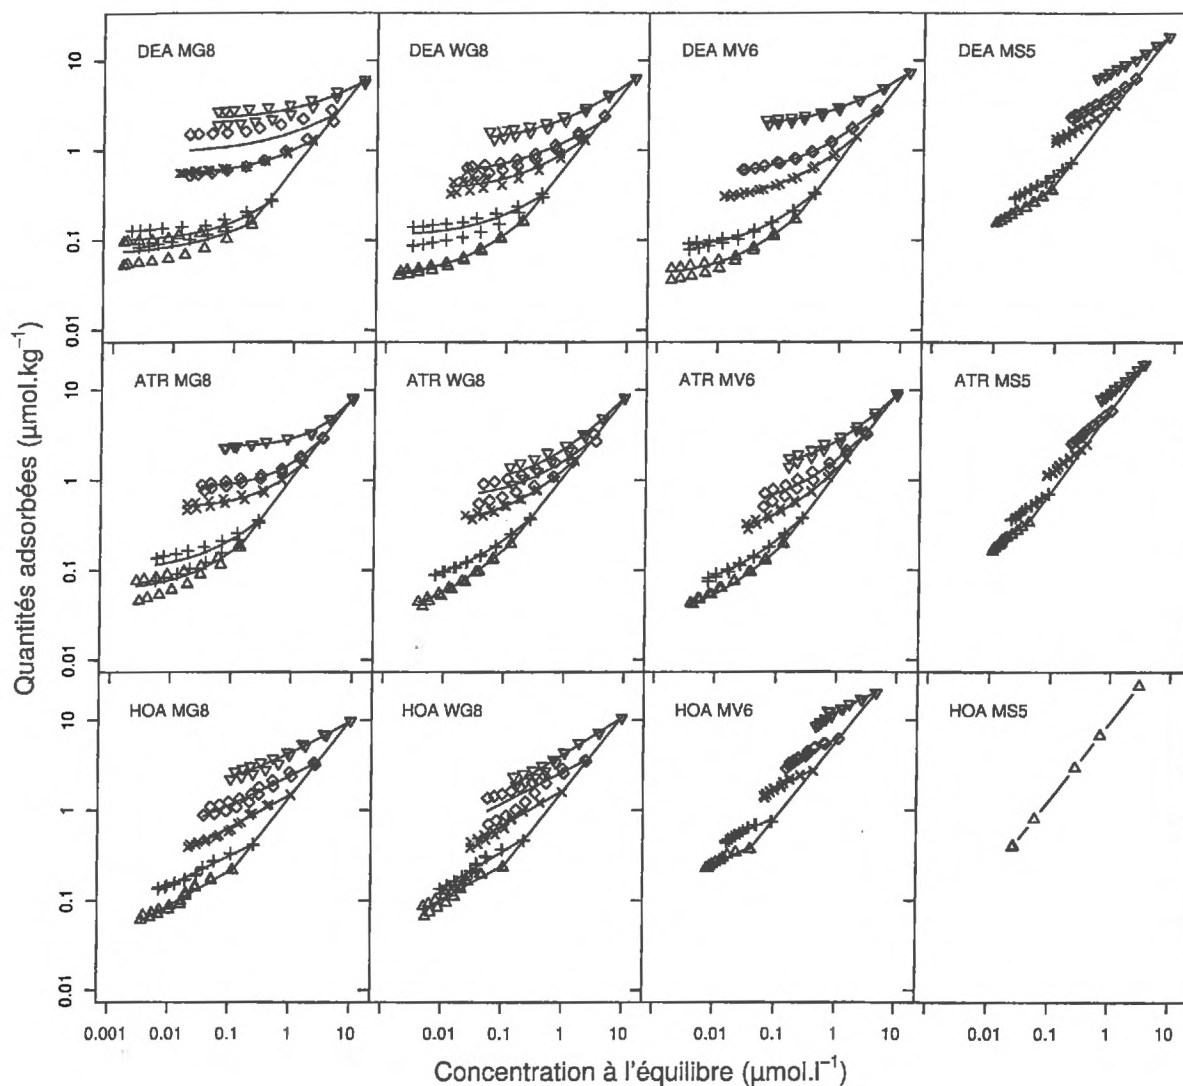 DEA MG8
DEA WG8
DEA MV6
DEA MS5
10
1
0.1
0.01
ATR MG8
ATR WG8
ATR MV6
ATR MS5
10
1
0.1
0.01
HOA MG8
HOA WG8
HOA MV6
HOA MS5
10
1
0.1
0.01
Quantités adsorbées (µmol.kg⁻¹)
0.001 0.01 0.1 1 10
0.01 0.1 1 10
0.01 0.1 1 10
0.01 0.1 1 10
Concentration à l'équilibre (µmol.l⁻¹)